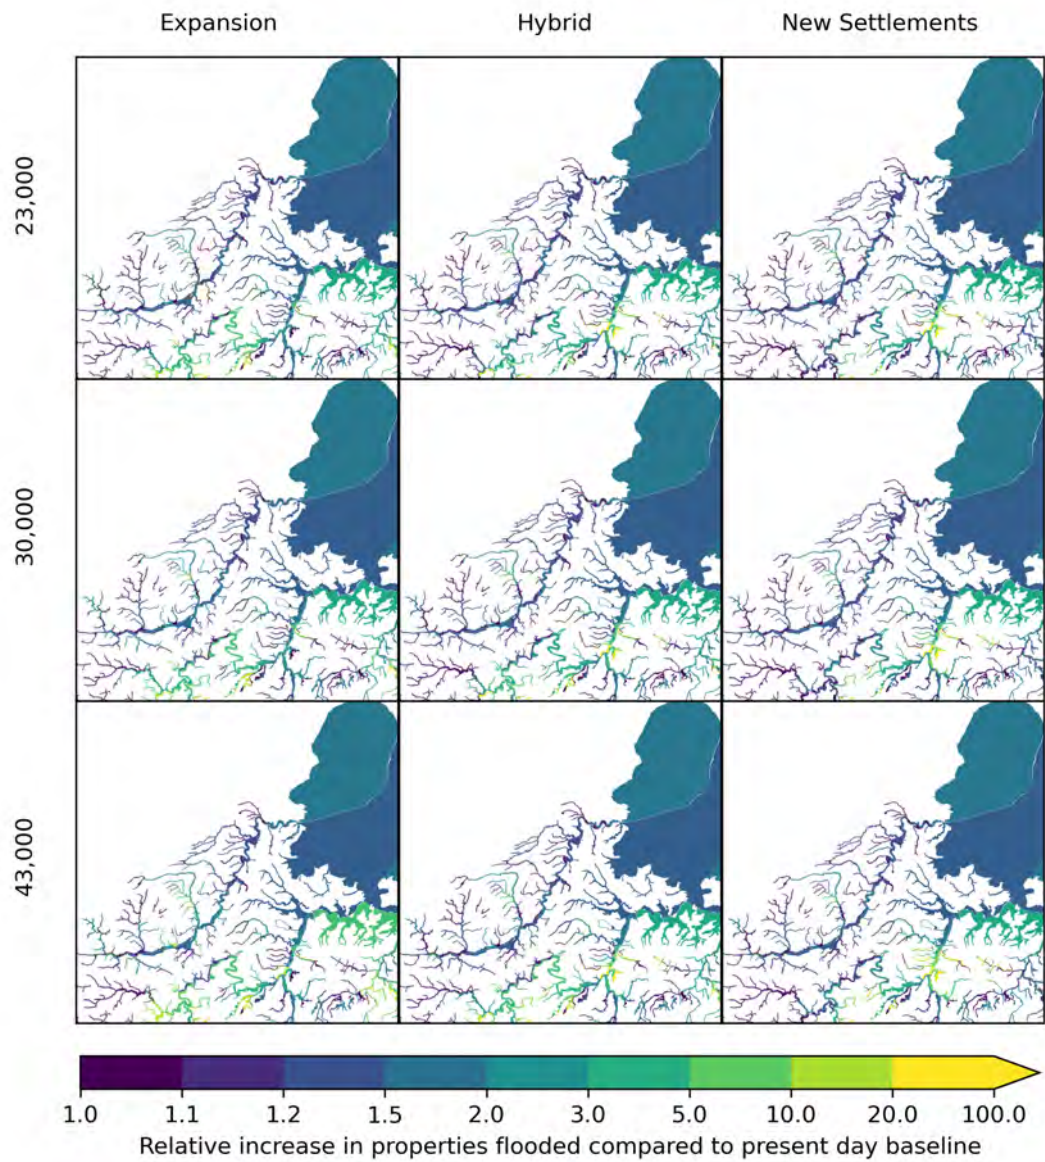 Expansion Hybrid New Settlements
23,000
30,000
43,000
1.0 1.1 1.2 1.5 2.0 3.0 5.0 10.0 20.0 100.0
Relative increase in properties flooded compared to present day baseline